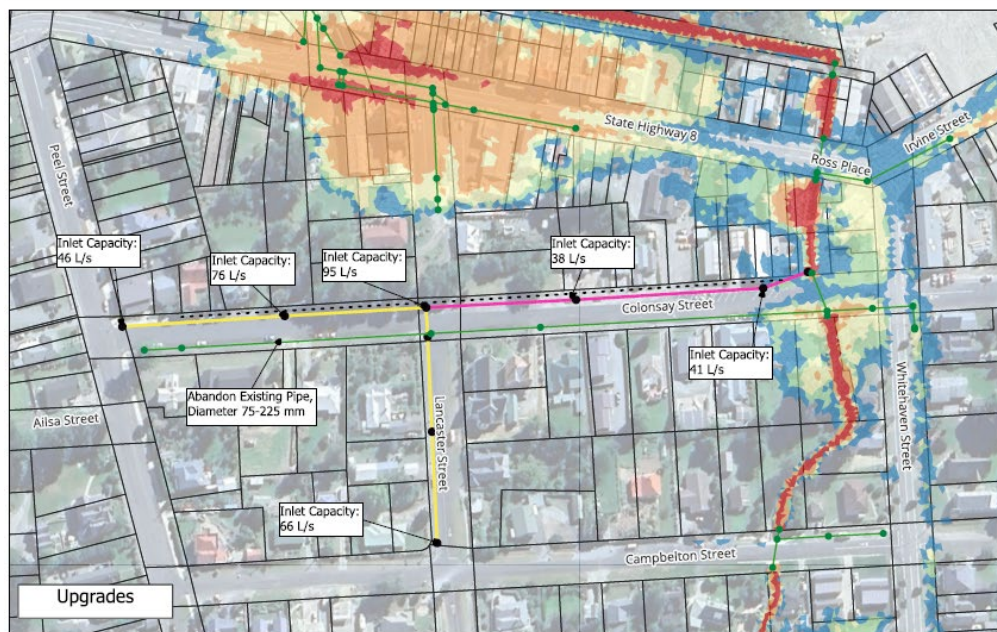 State Highway 8
Irvine Street
Ross Place
Peel Street
Inlet Capacity:
46 L/s
Inlet Capacity:
76 L/s
Inlet Capacity:
95 L/s
Inlet Capacity:
38 L/s
Colonsay Street
Inlet Capacity:
41 L/s
Abandon Existing Pipe,
Diameter 75-225 mm
Ailsa Street
Lancaster Street
Whitehaven Street
Inlet Capacity:
66 L/s
Campbelton Street
Upgrades